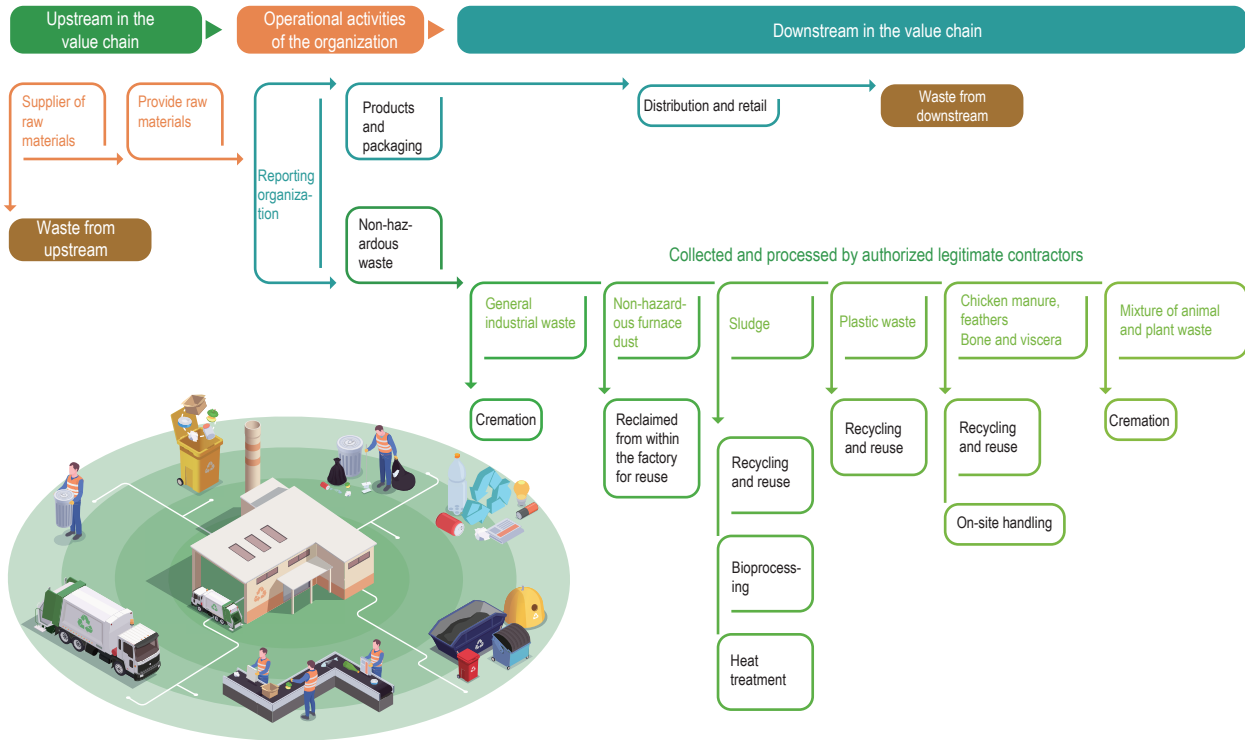 Upstream in the
value chain
Operational activities
of the organization
Downstream in the value chain
Supplier of
raw
materials
Provide raw
materials
Waste from
upstream
Reporting
organiza-
tion
Products
and
packaging
Distribution and retail
Waste from
downstream
Non-haz-
ardous
waste
Collected and processed by authorized legitimate contractors
General
industrial waste
Non-hazard-
ous furnace
dust
Sludge
Plastic waste
Chicken manure,
feathers
Bone and viscera
Mixture of animal
and plant waste
Cremation
Reclaimed
from within
the factory
for reuse
Recycling
and reuse
Bioprocess-
ing
Heat
treatment
Recycling
and reuse
Recycling
and reuse
On-site handling
Cremation